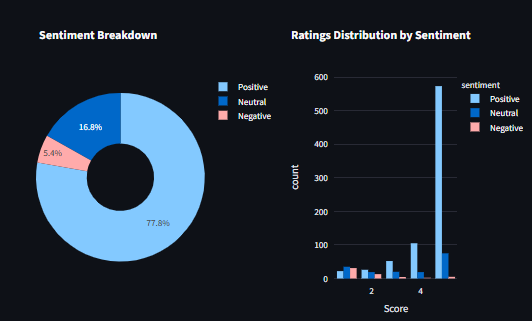 Sentiment Breakdown
Positive
Neutral
Negative
16.8%
5.4%
77.8%
Ratings Distribution by Sentiment
sentiment
Positive
Neutral
Negative
600
500
400
300
200
100
0
count
2
4
Score